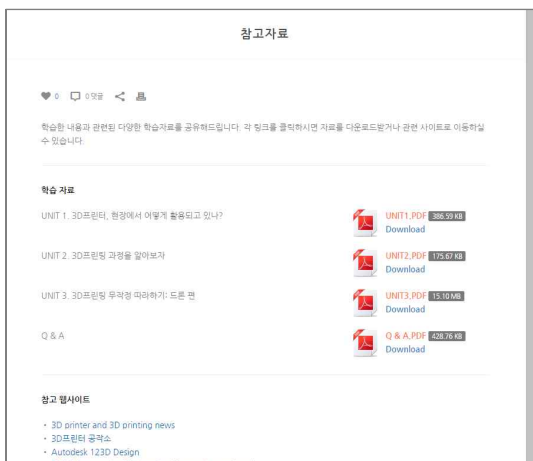 참고자료
0 0댓글
학습한 내용과 관련된 다양한 학습자료를 공유해드립니다. 각 링크를 클릭하시면 자료를 다운로드받거나 관련 사이트로 이동하실
수 있습니다.
학습 자료
UNIT 1. 3D프린터, 현장에서 어떻게 활용되고 있나?
UNIT1.PDF 386.59 KB
Download
UNIT 2. 3D프린팅 과정을 알아보자
UNIT2.PDF 175.67 KB
Download
UNIT 3. 3D프린팅 무작정 따라하기: 드론 편
UNIT3.PDF 15.10 MB
Download
Q & A
Q & A.PDF 428.76 KB
Download
참고 웹사이트
• 3D printer and 3D printing news
• 3D프린터 공작소
• Autodesk 123D Design